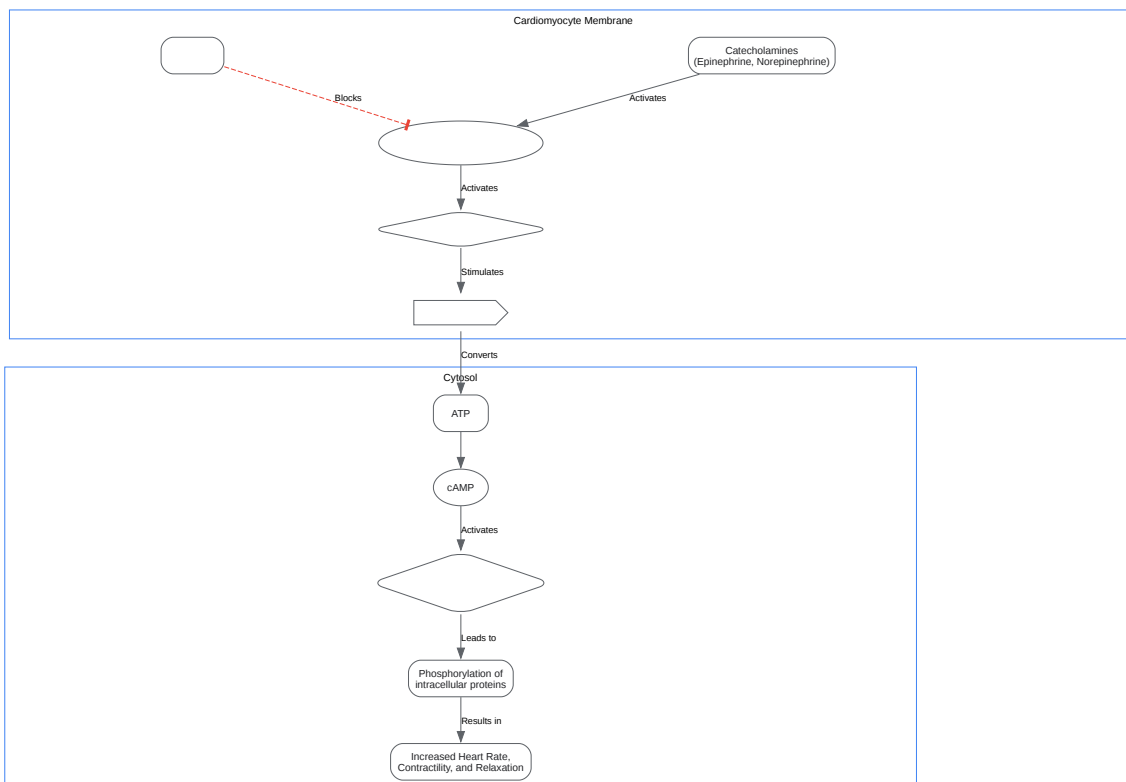 Cardiomyocyte Membrane
Catecholamines
(Epinephrine, Norepinephrine)
Blocks
Activates
Activates
Stimulates
Converts
Cytosol
ATP
cAMP
Activates
Leads to
Phosphorylation of
intracellular proteins
Results in
Increased Heart Rate,
Contractility, and Relaxation